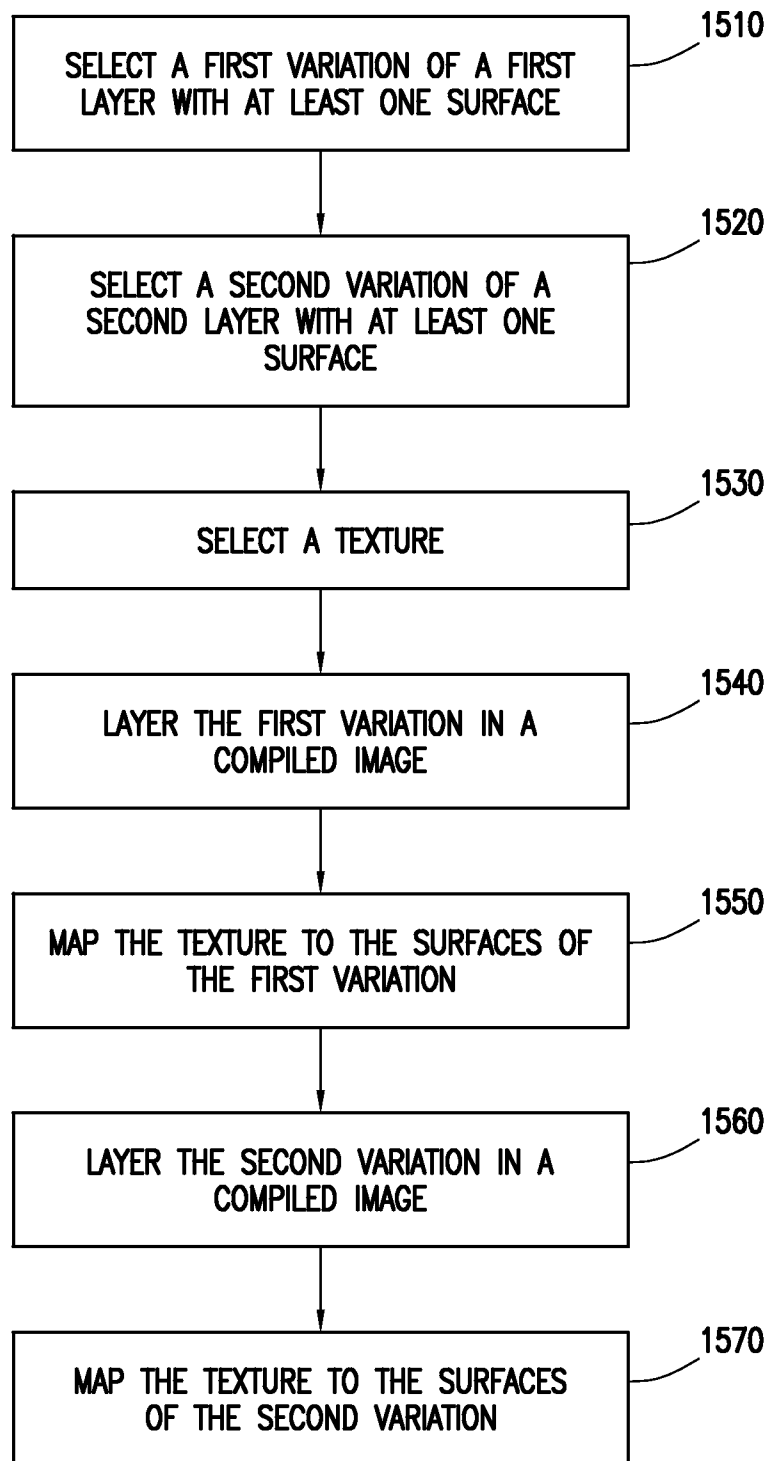 1510
SELECT A FIRST VARIATION OF A FIRST
LAYER WITH AT LEAST ONE SURFACE
1520
SELECT A SECOND VARIATION OF A
SECOND LAYER WITH AT LEAST ONE
SURFACE
1530
SELECT A TEXTURE
1540
LAYER THE FIRST VARIATION IN A
COMPILED IMAGE
1550
MAP THE TEXTURE TO THE SURFACES OF
THE FIRST VARIATION
1560
LAYER THE SECOND VARIATION IN A
COMPILED IMAGE
1570
MAP THE TEXTURE TO THE SURFACES
OF THE SECOND VARIATION